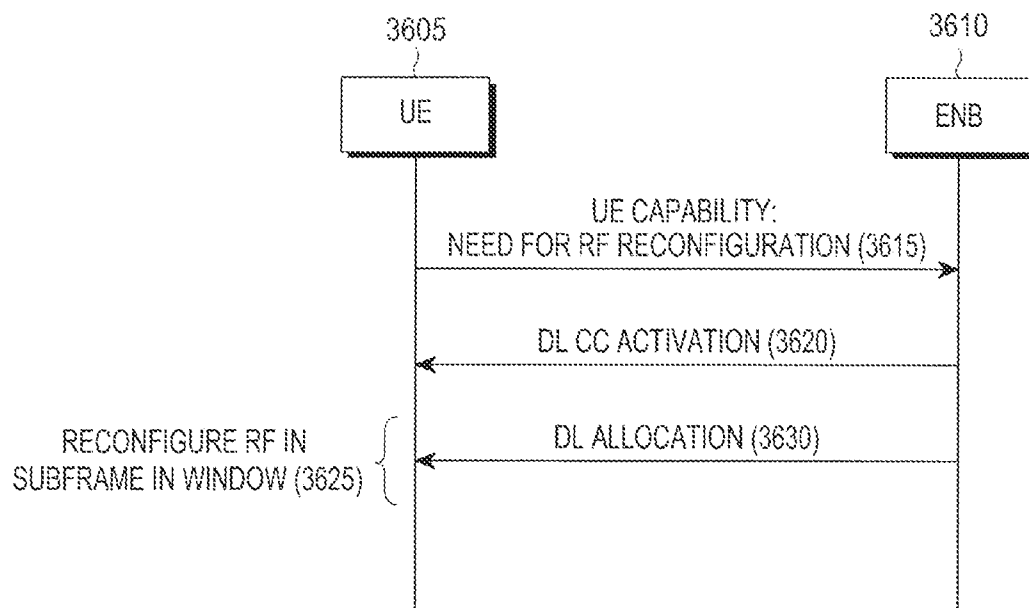 3605
3610
UE
ENB
UE CAPABILITY:
NEED FOR RF RECONFIGURATION (3615)
DL CC ACTIVATION (3620)
RECONFIGURE RF IN
SUBFRAME IN WINDOW (3625)
DL ALLOCATION (3630)